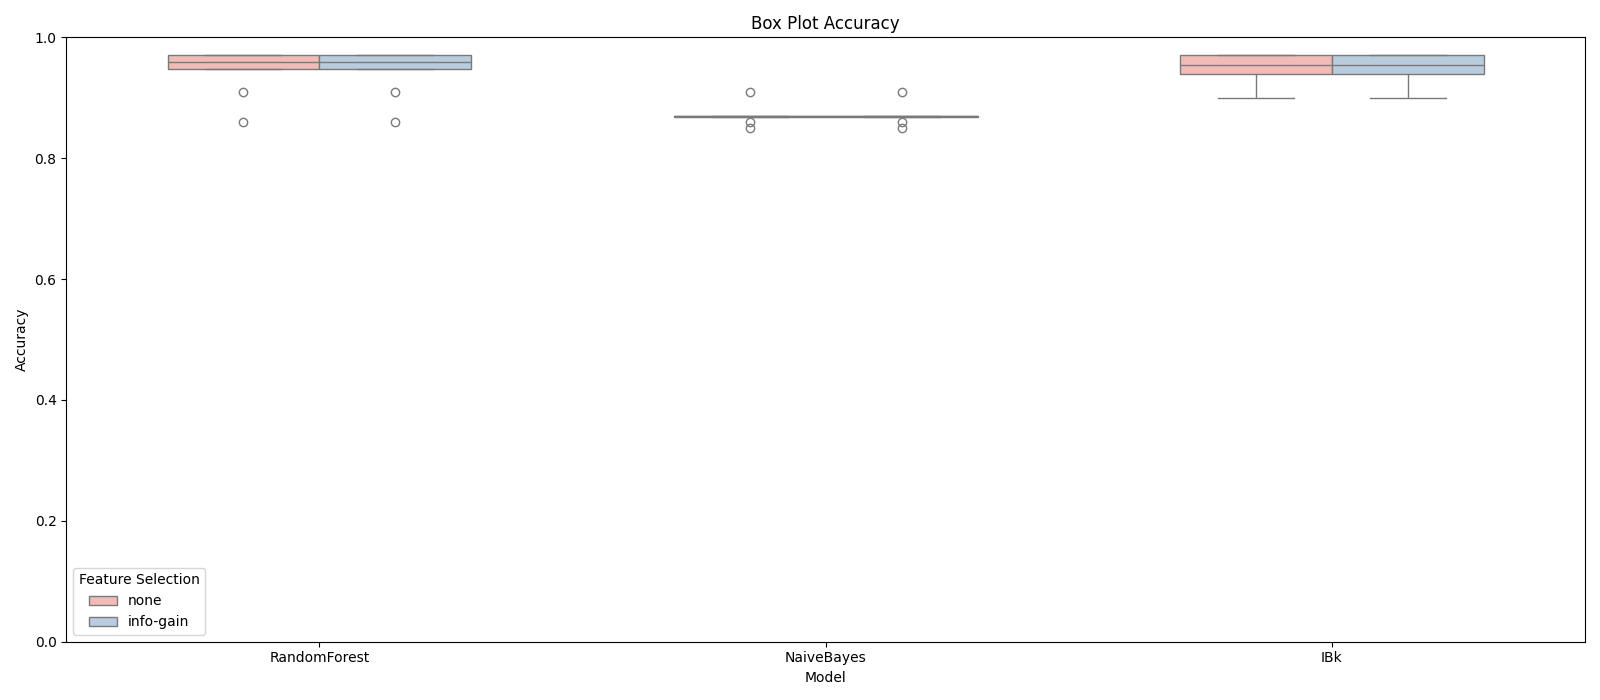 Box Plot Accuracy
Accuracy
1.0
0.8
0.6
0.4
0.2
0.0
Feature Selection
none
info-gain
RandomForest
NaiveBayes
IBk
Model